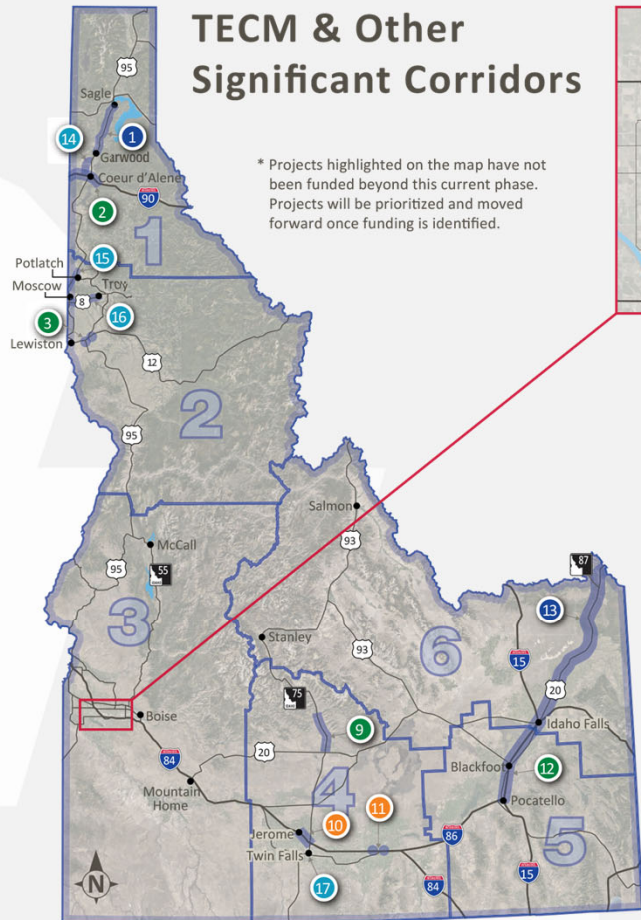 TECM & Other
Significant Corridors
* Projects highlighted on the map have not
been funded beyond this current phase.
Projects will be prioritized and moved
forward once funding is identified.
95
Sagle
14
1
Garwood
Coeur d'Alene
90
2
1
15
Potlatch
Moscow
8
Troy
3
16
Lewiston
12
2
95
Salmon
McCall
93
95
55
87
3
13
Stanley
6
93
15
75
20
Boise
9
Idaho Falls
20
84
Blackfoot
12
Mountain
Home
4
11
Pocatello
10
Jerome
86
5
Twin Falls
17
84
15
N